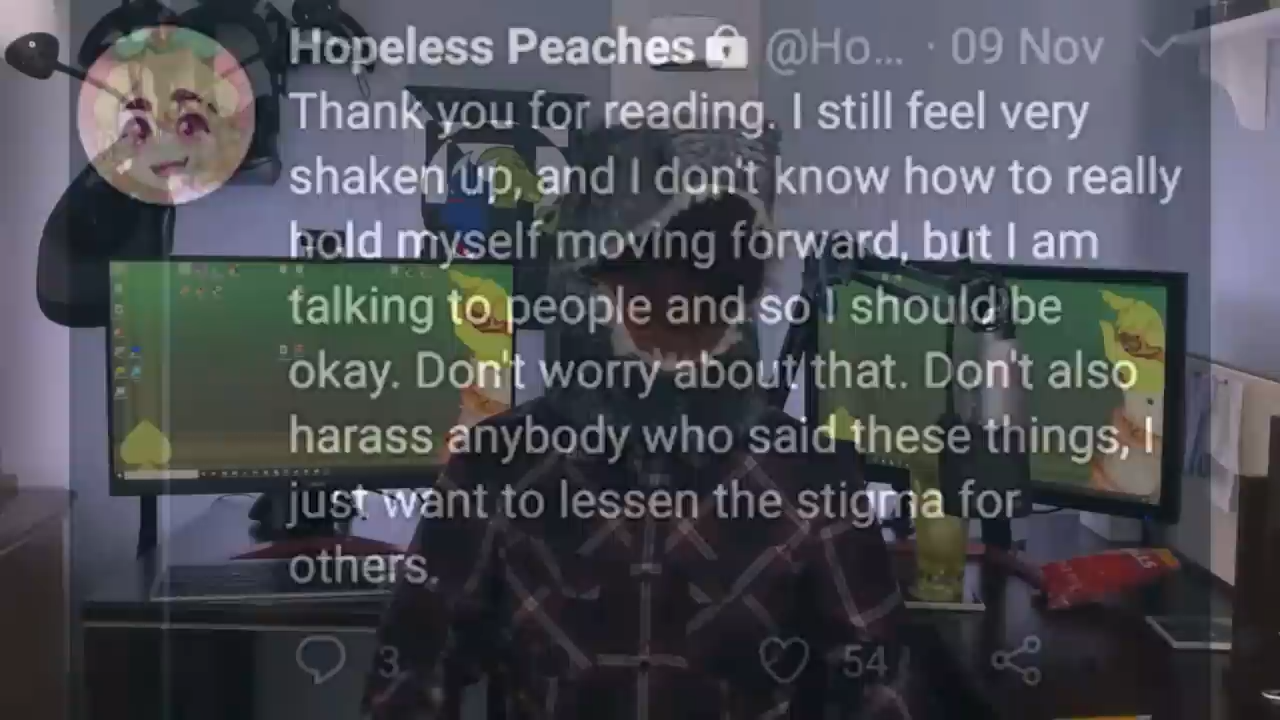 Hopeless Peaches @Ho... · 09 Nov
Thank you for reading. I still feel very
shaken up, and I don't know how to really
hold myself moving forward, but I am
talking to people and so I should be
okay. Don't worry about that. Don't also
harass anybody who said these things, I
just want to lessen the stigma for
others.
3 54